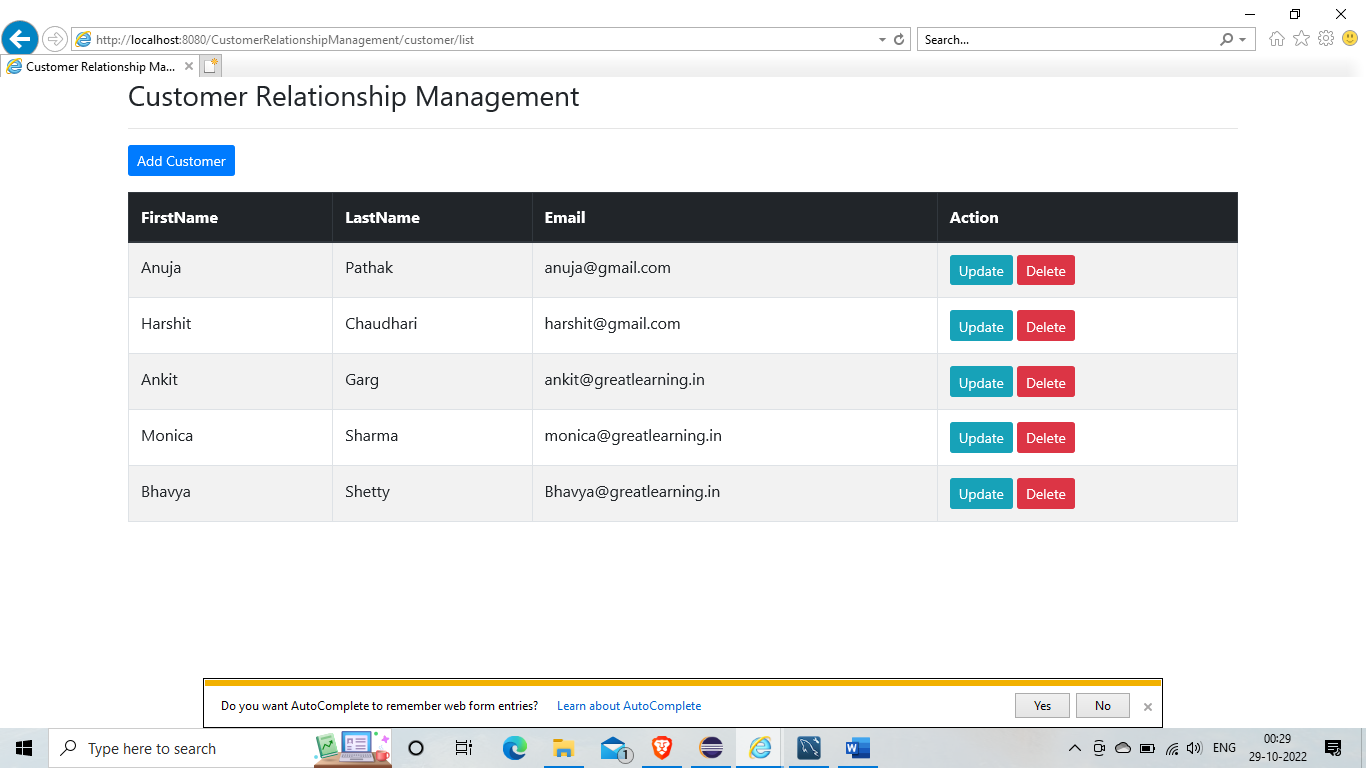 http://localhost:8080/CustomerRelationshipManagement/customer/list
Search...
Customer Relationship Ma...
Customer Relationship Management
Add Customer
FirstName LastName Email Action
Anuja Pathak anuja@gmail.com Update Delete
Harshit Chaudhari harshit@gmail.com Update Delete
Ankit Garg ankit@greatlearning.in Update Delete
Monica Sharma monica@greatlearning.in Update Delete
Bhavya Shetty Bhavya@greatlearning.in Update Delete
Do you want AutoComplete to remember web form entries? Learn about AutoComplete Yes No
Type here to search
1
W
ENG
00:29
29-10-2022